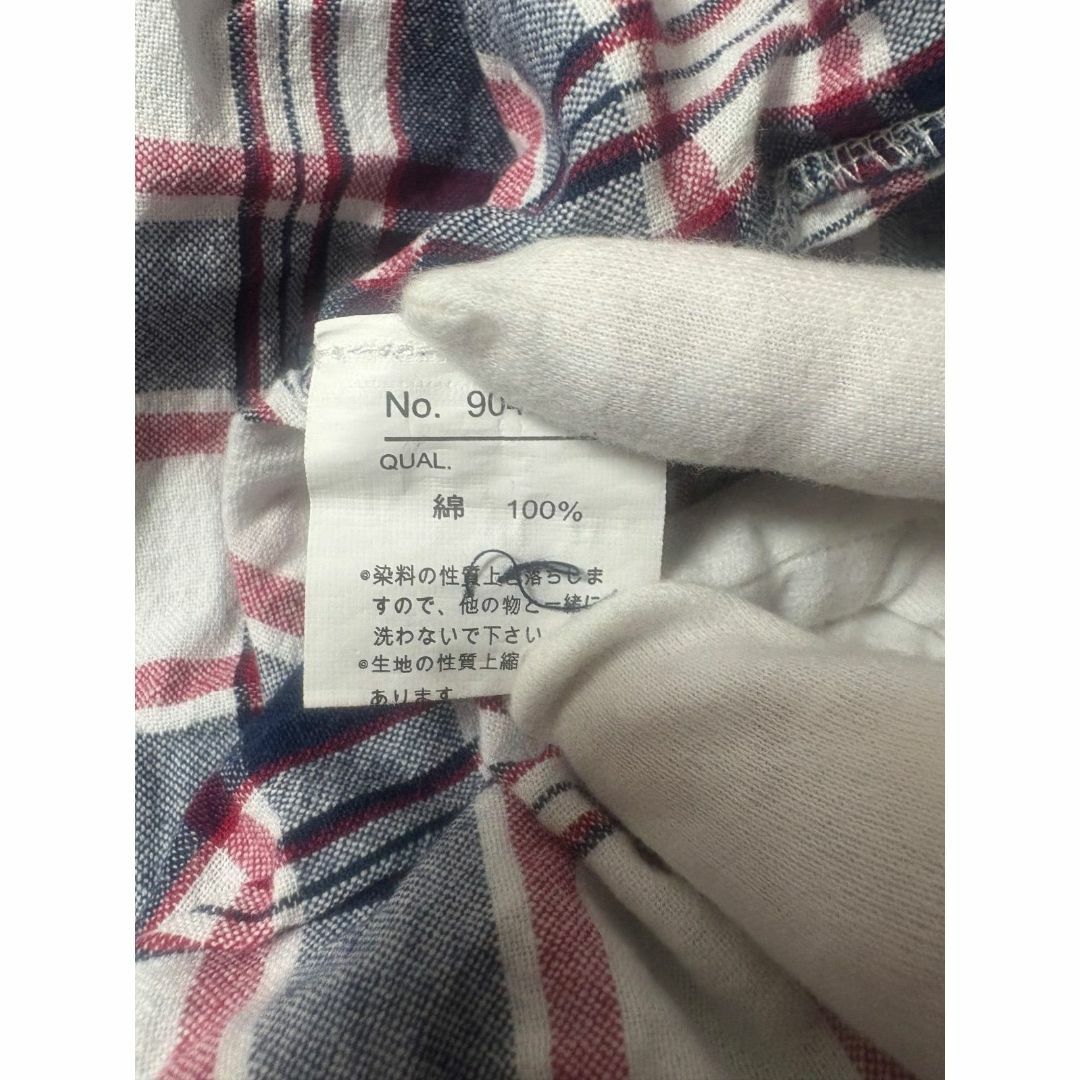 No. 904
QUAL.
綿 100%
◎染料の性質上色落ちしま
すので、他の物と一緒に
洗わないで下さい
◎生地の性質上縮
あります